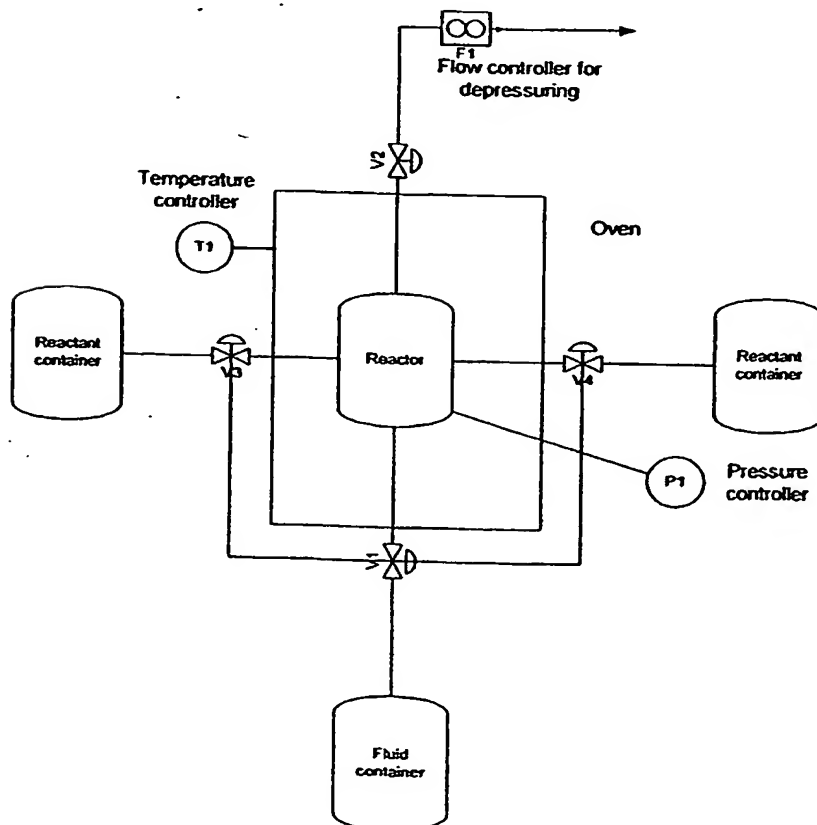 F1
Flow controller for
depressuring
V2
Temperature
controller
T1
Oven
Reactant
container
V3
Reactor
V4
Reactant
container
P1
Pressure
controller
V1
Fluid
container